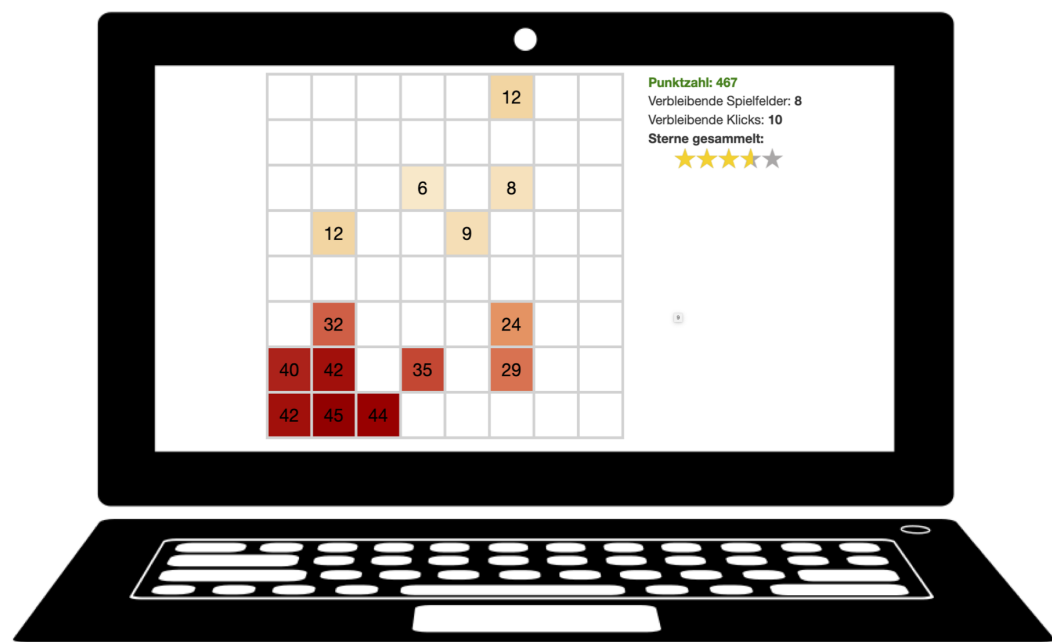 12
Punktzahl: 467
Verbleibende Spielfelder: 8
Verbleibende Klicks: 10
Sterne gesammelt:
6 8
12 9
32 24
40 42 35 29
42 45 44